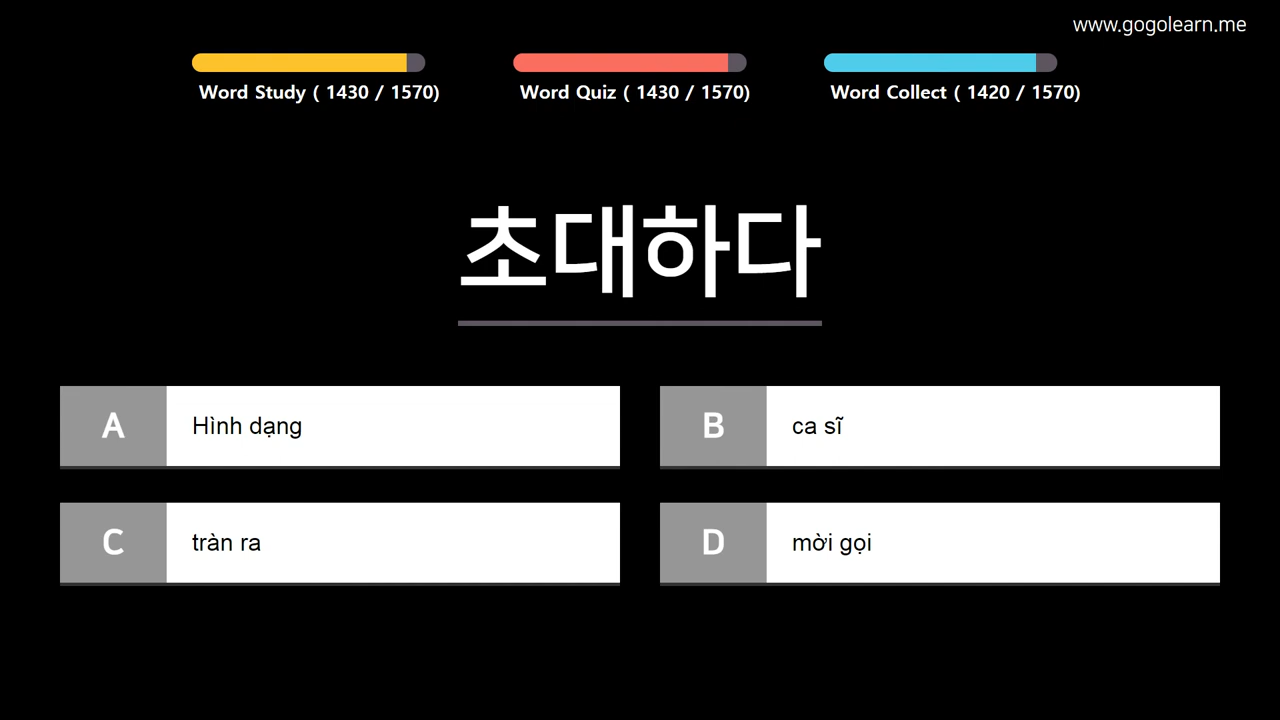 www.gogolearn.me
Word Study ( 1430 / 1570)
Word Quiz ( 1430 / 1570)
Word Collect ( 1420 / 1570)
초대하다
A Hình dạng
B ca sĩ
C tràn ra
D mời gọi